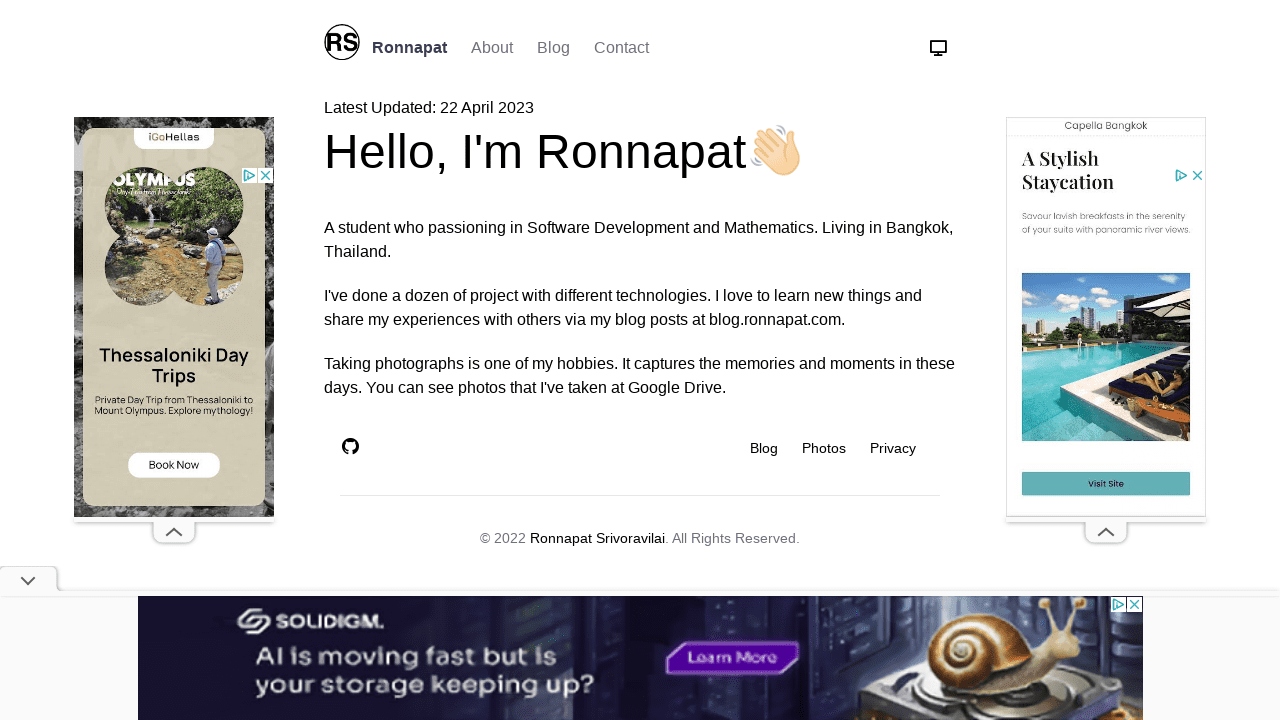 RS
Ronnapat About Blog Contact
Latest Updated: 22 April 2023
Hello, I'm Ronnapat
A student who passioning in Software Development and Mathematics. Living in Bangkok,
Thailand.
I've done a dozen of project with different technologies. I love to learn new things and
share my experiences with others via my blog posts at blog.ronnapat.com.
Taking photographs is one of my hobbies. It captures the memories and moments in these
days. You can see photos that I've taken at Google Drive.
Blog Photos Privacy
© 2022 Ronnapat Srivoravilai. All Rights Reserved.
iGoHellas
OLYMPUS
Day Trip from Thessaloniki
Thessaloniki Day
Trips
Private Day Trip from Thessaloniki to
Mount Olympus. Explore mythology!
Book Now
Capella Bangkok
A Stylish
Staycation
Savour lavish breakfasts in the serenity
of your suite with panoramic river views.
Visit Site
SOLIDIGM.
AI is moving fast but is
your storage keeping up?
Learn More